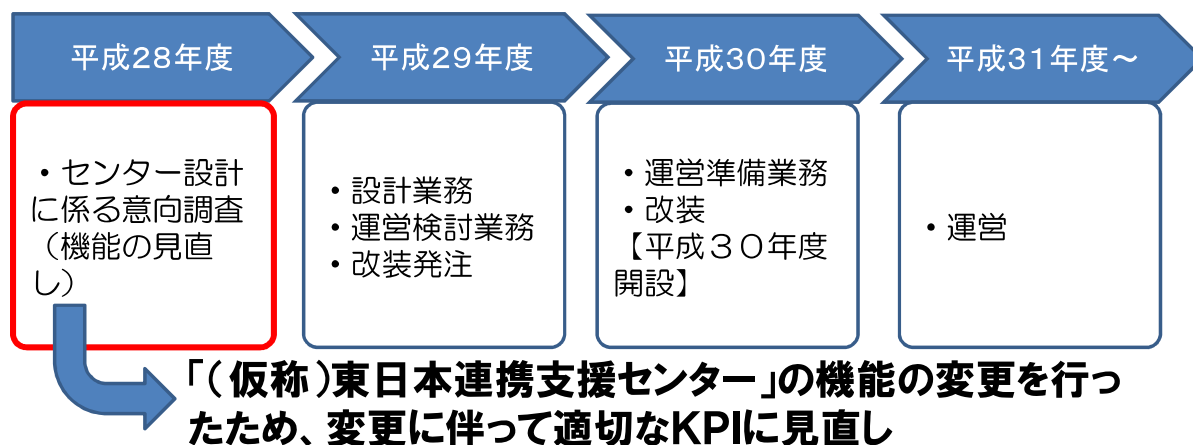 平成28年度
平成29年度
平成30年度
平成31年度~
・センター設計
に係る意向調査
（機能の見直
し）
・設計業務
・運営検討業務
・改装発注
・運営準備業務
・改装
【平成３０年度
開設】
・運営
「(仮称)東日本連携支援センター」の機能の変更を行っ
たため、変更に伴って適切なKPIに見直し